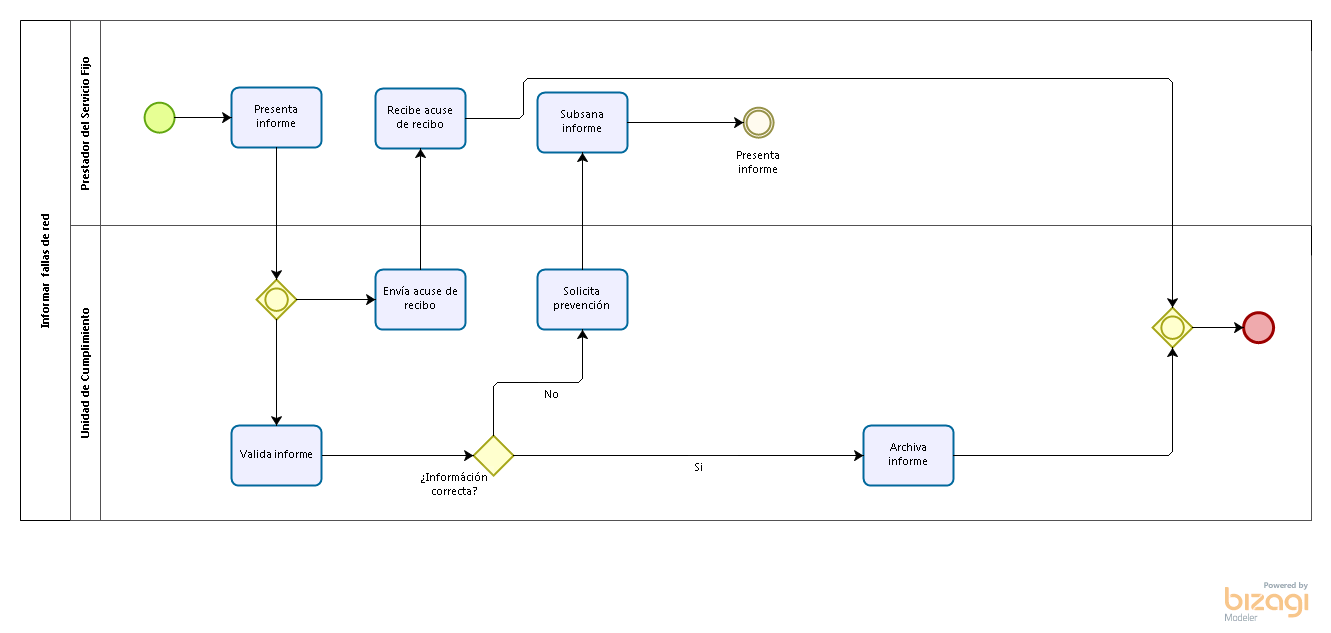 Informar fallas de red
Prestador del Servicio Fijo
Presenta
informe
Recibe acuse
de recibo
Subsana
informe
Presenta
informe
Unidad de Cumplimiento
Envía acuse de
recibo
Solicita
prevención
No
Valida informe
¿Információn
correcta?
Si
Archiva
informe
Powered by
bizagi
Modeler